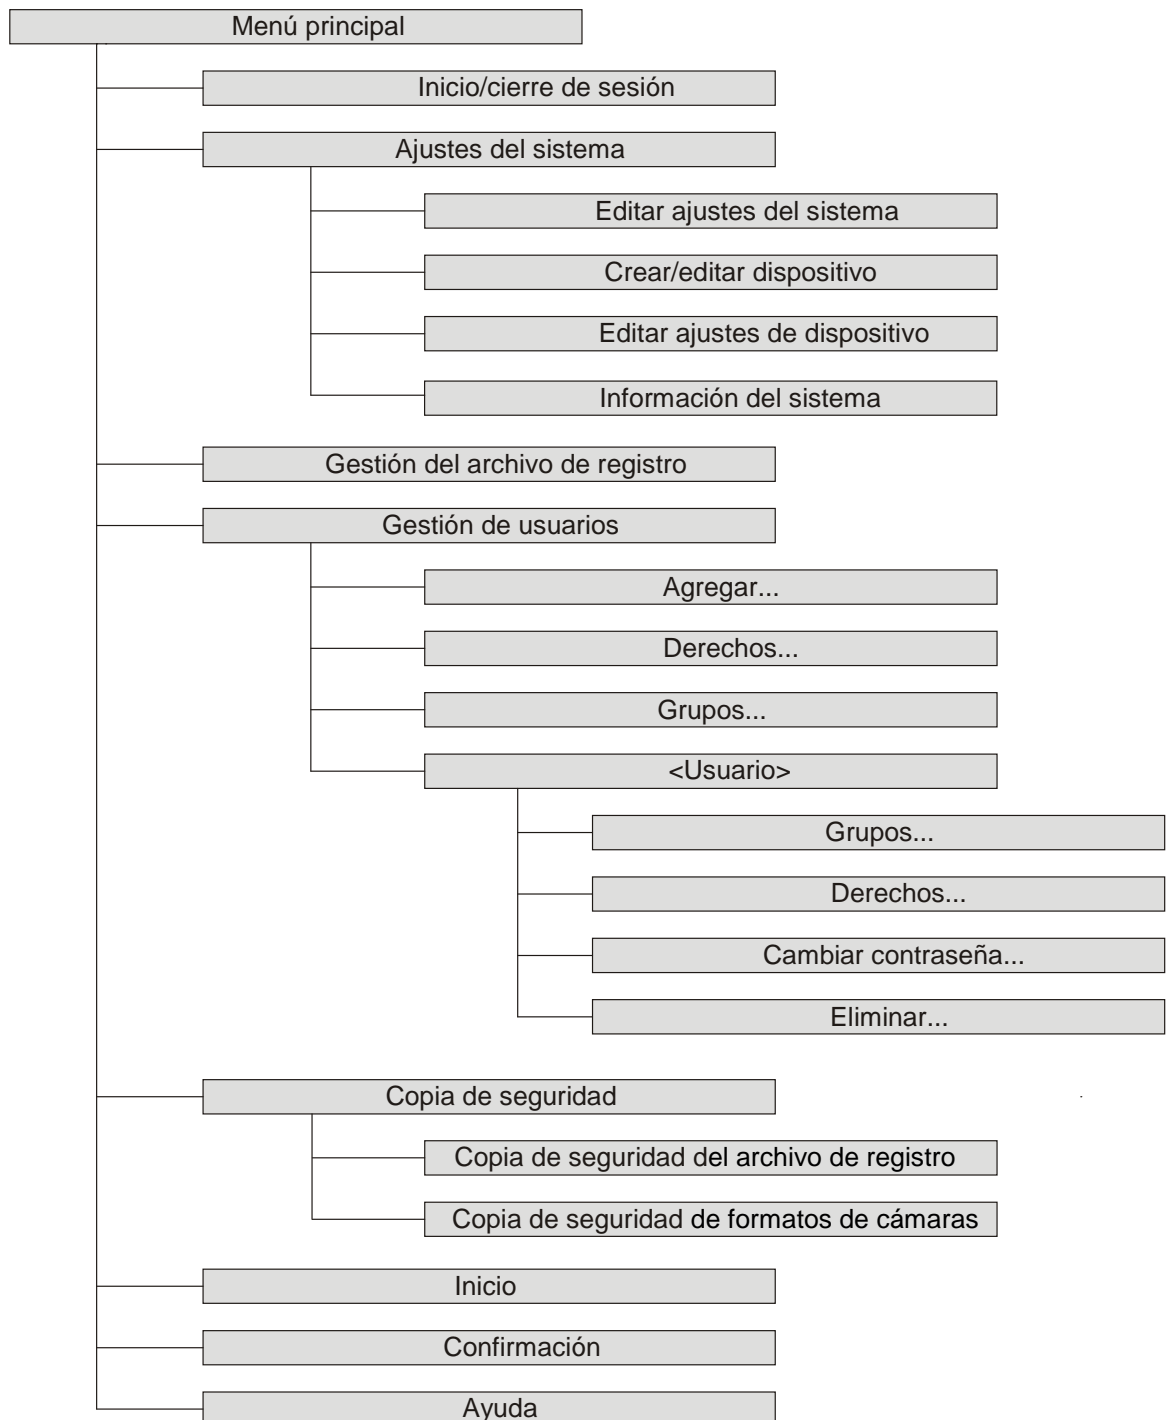 Menú principal
Inicio/cierre de sesión
Ajustes del sistema
Editar ajustes del sistema
Crear/editar dispositivo
Editar ajustes de dispositivo
Información del sistema
Gestión del archivo de registro
Gestión de usuarios
Agregar...
Derechos...
Grupos...
<Usuario>
Grupos...
Derechos...
Cambiar contraseña...
Eliminar...
Copia de seguridad
Copia de seguridad del archivo de registro
Copia de seguridad de formatos de cámaras
Inicio
Confirmación
Ayuda